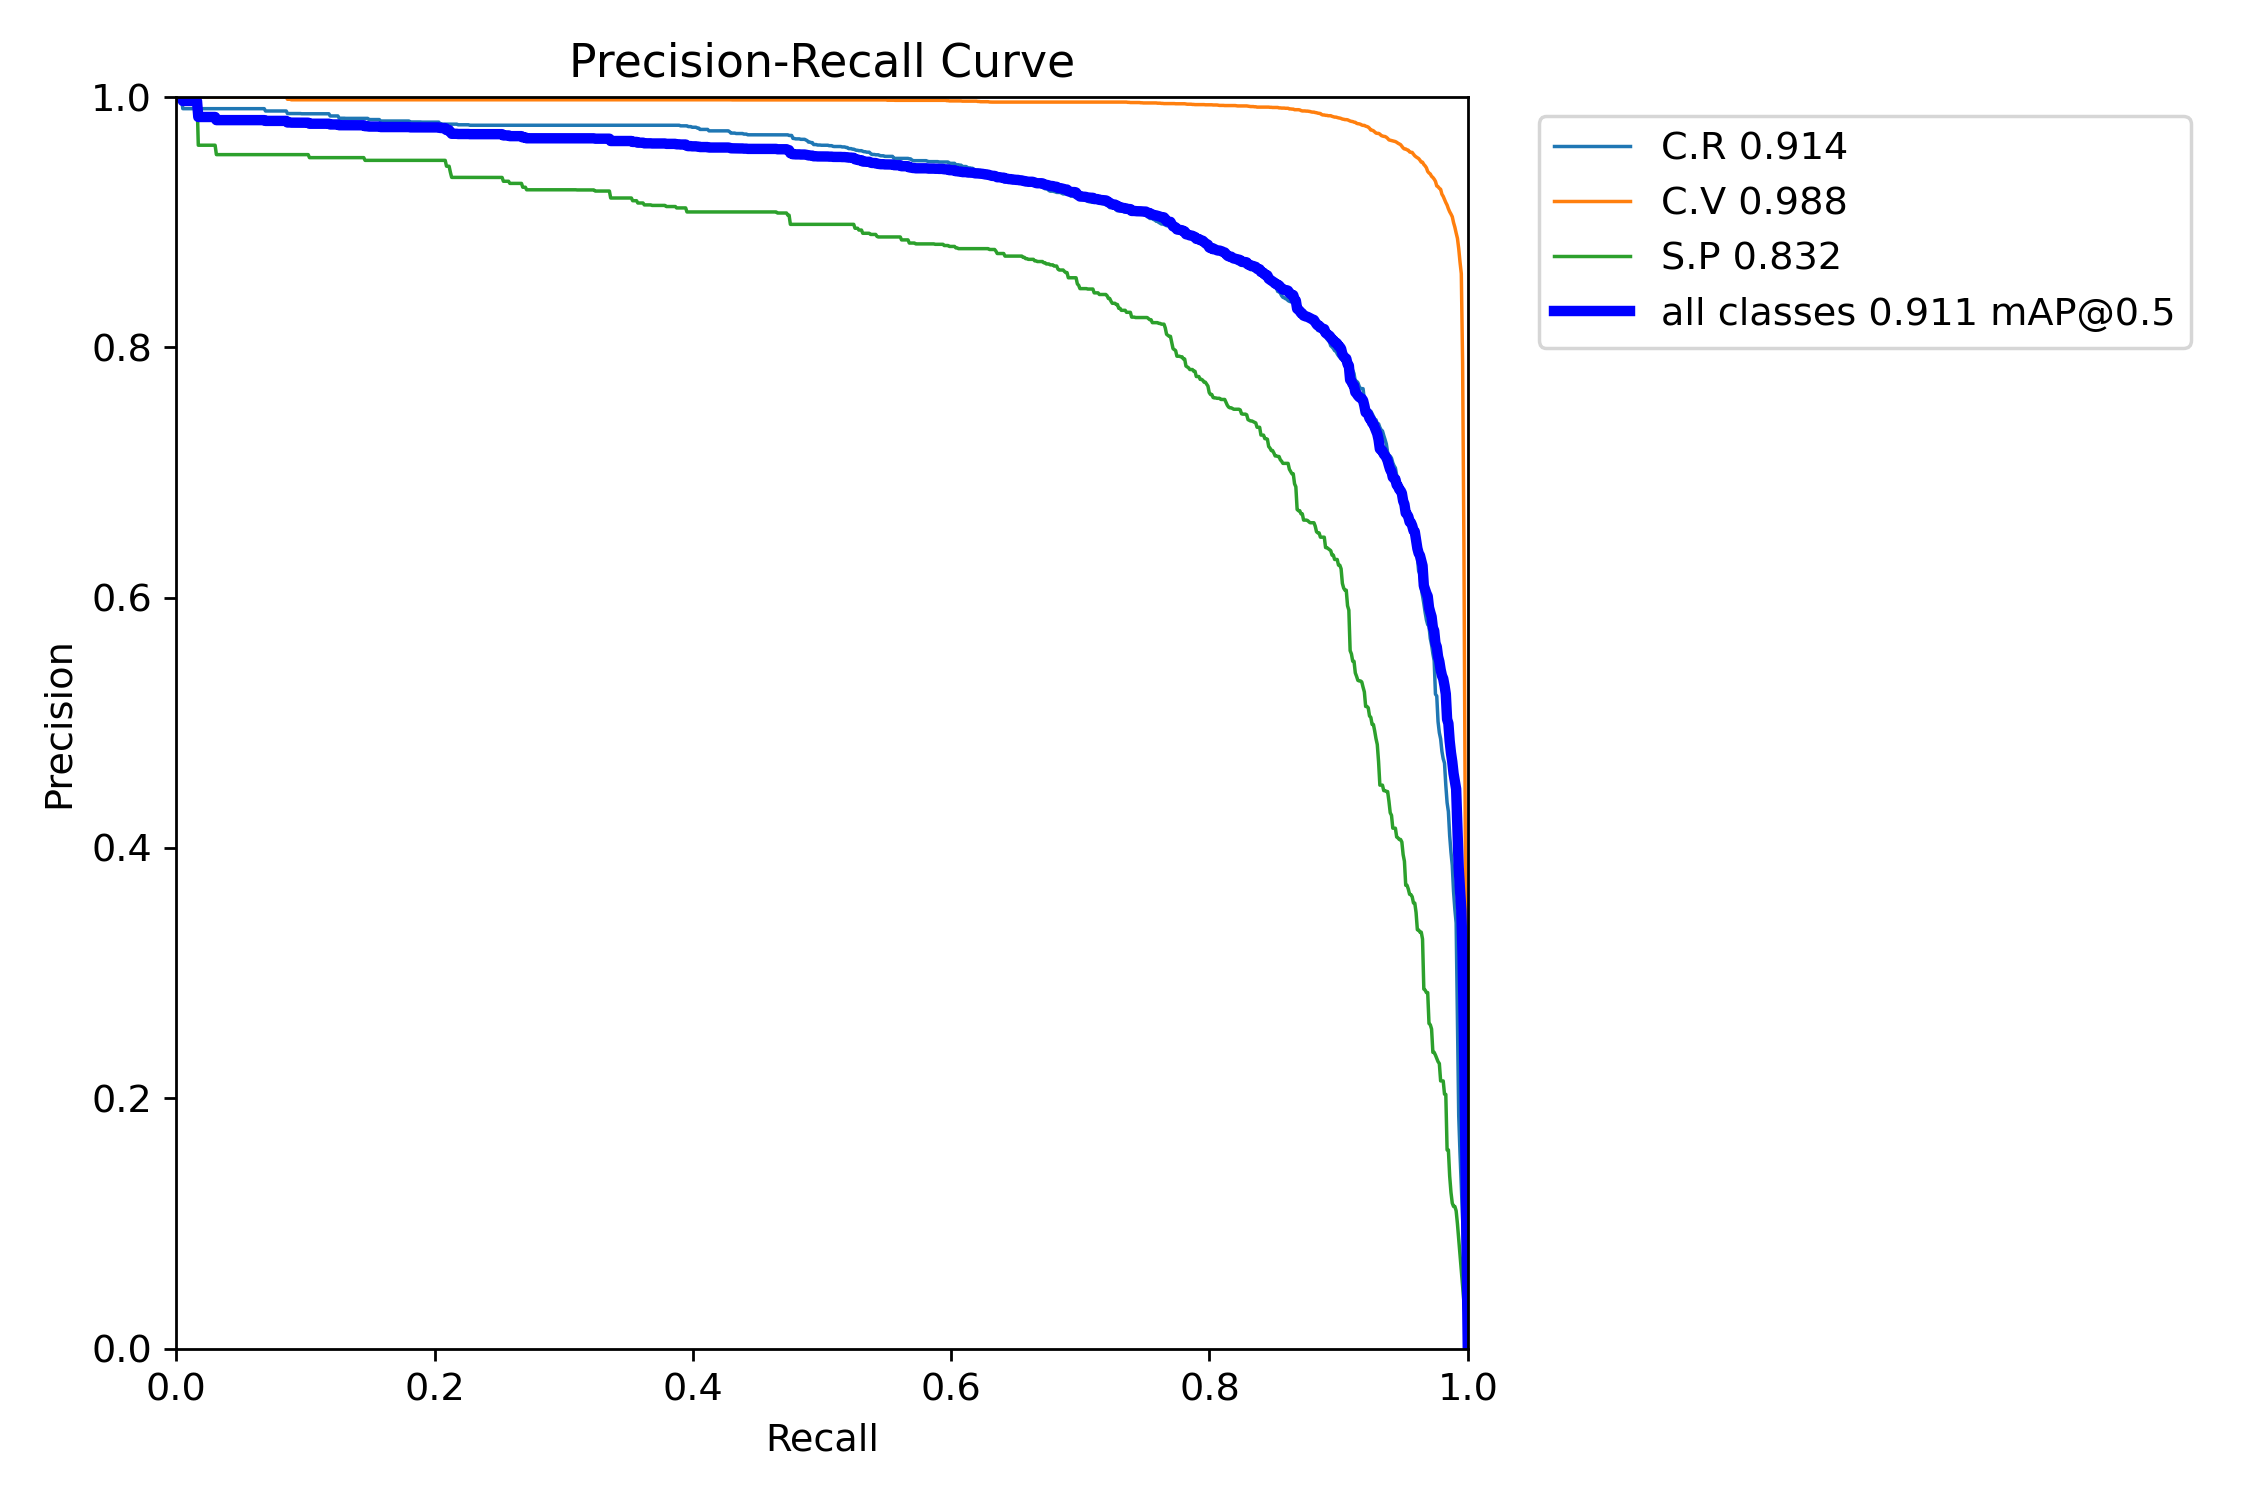 Precision-Recall Curve
1.0
0.8
0.6
0.4
0.2
0.0
Precision
0.0 0.2 0.4 0.6 0.8 1.0
Recall
C.R 0.914
C.V 0.988
S.P 0.832
all classes 0.911 mAP@0.5